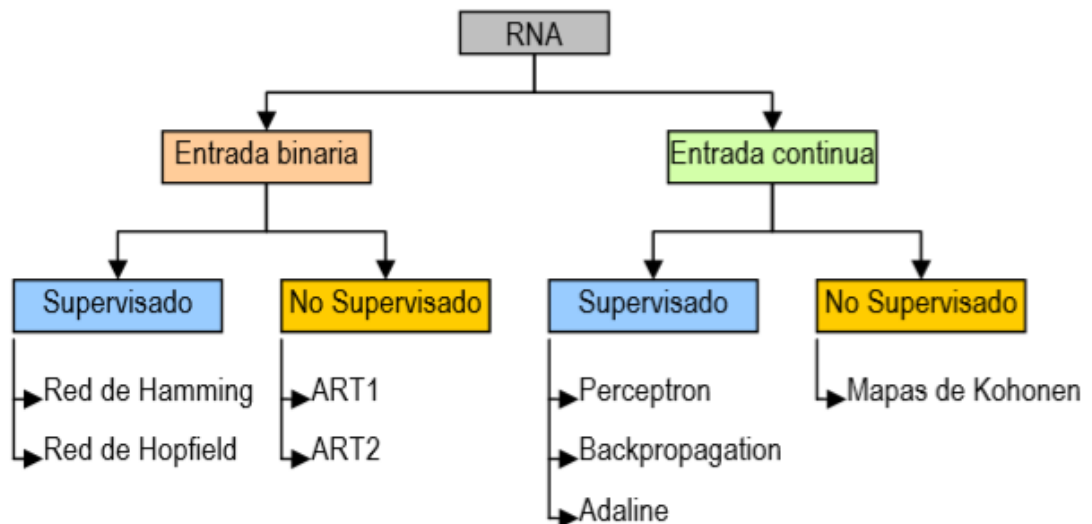 RNA
Entrada binaria
Entrada continua
Supervisado
No Supervisado
Supervisado
No Supervisado
Red de Hamming
Red de Hopfield
ART1
ART2
Perceptron
Backpropagation
Adaline
Mapas de Kohonen